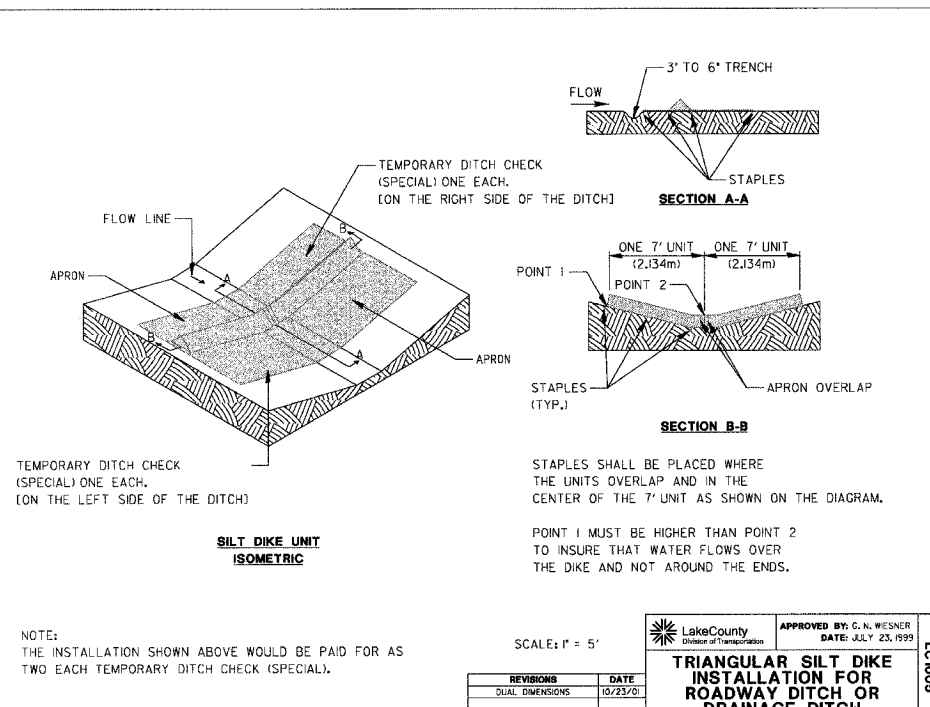 3" TO 6" TRENCH
FLOW
STAPLES
SECTION A-A
TEMPORARY DITCH CHECK
(SPECIAL) ONE EACH.
[ON THE RIGHT SIDE OF THE DITCH]
FLOW LINE
B
A
APRON
B
A
APRON
TEMPORARY DITCH CHECK
(SPECIAL) ONE EACH.
[ON THE LEFT SIDE OF THE DITCH]
SILT DIKE UNIT
ISOMETRIC
ONE 7' UNIT
(2.134m)
ONE 7' UNIT
(2.134m)
POINT 1
POINT 2
STAPLES
(TYP.)
APRON OVERLAP
SECTION B-B
STAPLES SHALL BE PLACED WHERE
THE UNITS OVERLAP AND IN THE
CENTER OF THE 7' UNIT AS SHOWN ON THE DIAGRAM.
POINT 1 MUST BE HIGHER THAN POINT 2
TO INSURE THAT WATER FLOWS OVER
THE DIKE AND NOT AROUND THE ENDS.
NOTE:
THE INSTALLATION SHOWN ABOVE WOULD BE PAID FOR AS
TWO EACH TEMPORARY DITCH CHECK (SPECIAL).
SCALE: 1" = 5'
REVISIONS DATE
DUAL DIMENSIONS 10/23/01
LakeCounty
Division of Transportation
APPROVED BY: G. N. WIESNER
DATE: JULY 23, 1999
TRIANGULAR SILT DIKE
INSTALLATION FOR
ROADWAY DITCH OR
DRAINAGE DITCH